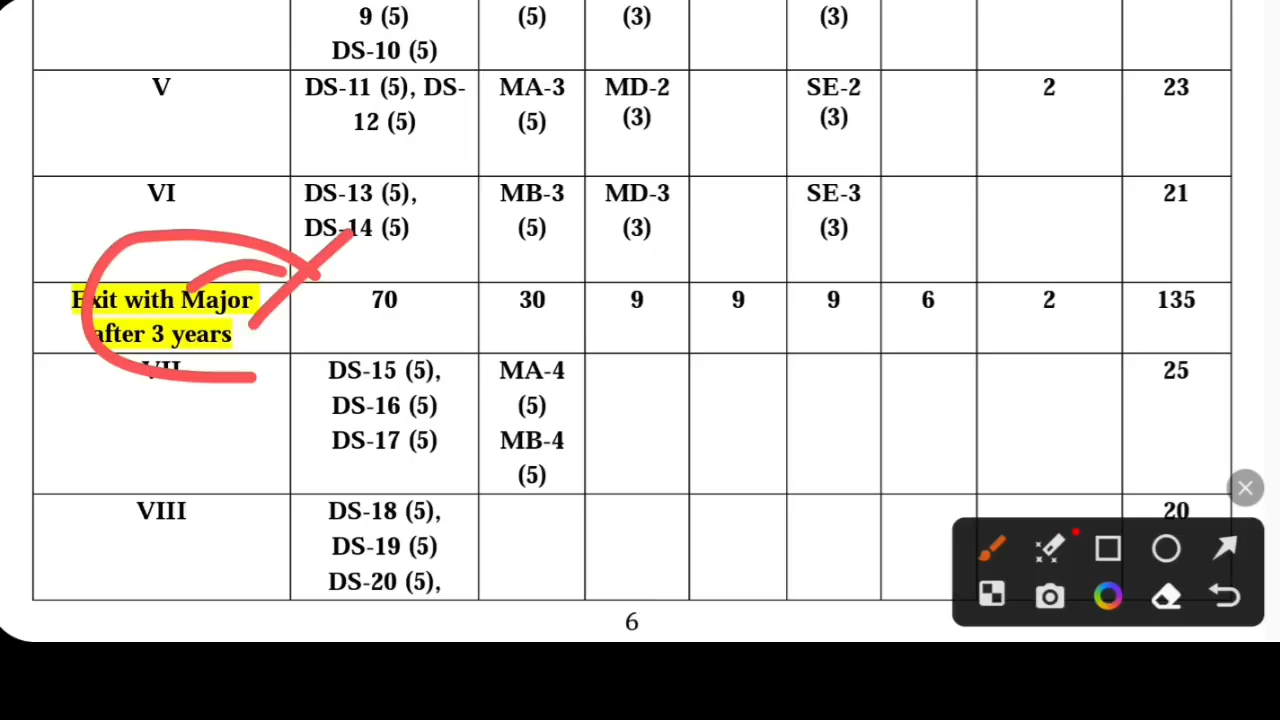 9 (5) (5) (3) (3)
DS-10 (5)
V DS-11 (5), DS- MA-3 MD-2 SE-2 2 23
12 (5) (5) (3) (3)
VI DS-13 (5), MB-3 MD-3 SE-3 21
DS-14 (5) (5) (3) (3)
Exit with Major 70 30 9 9 9 6 2 135
after 3 years
VII DS-15 (5), MA-4 25
DS-16 (5) (5)
DS-17 (5) MB-4
(5)
VIII DS-18 (5), 20
DS-19 (5)
DS-20 (5),
6